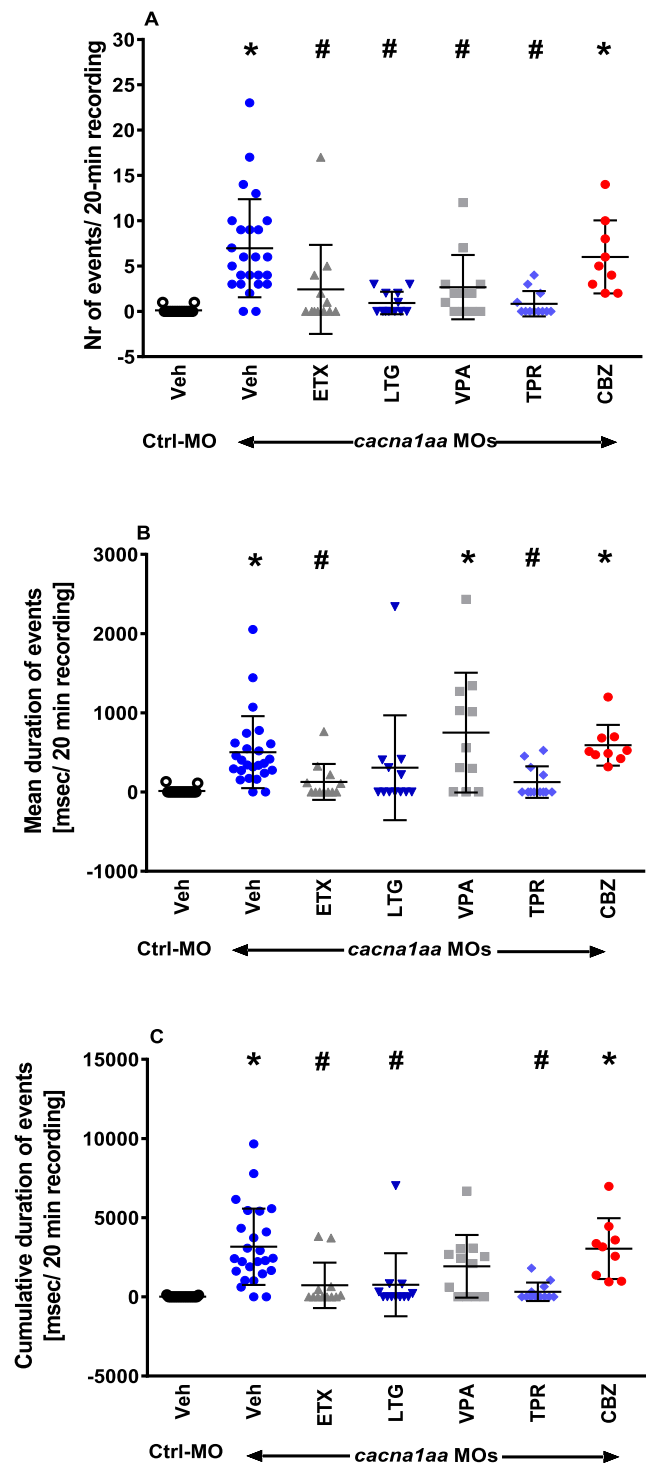 A
* # # # # *
Nr of events/ 20-min recording
30
25
20
15
10
5
0
-5
Veh
Veh
ETX
LTG
VPA
TPR
CBZ
Ctrl-MO
cacna1aa MOs
B
* # * # *
Mean duration of events
[msec/ 20 min recording]
3000
2000
1000
0
-1000
Veh
Veh
ETX
LTG
VPA
TPR
CBZ
Ctrl-MO
cacna1aa MOs
C
* # # # *
Cumulative duration of events
[msec/ 20 min recording]
15000
10000
5000
0
-5000
Veh
Veh
ETX
LTG
VPA
TPR
CBZ
Ctrl-MO
cacna1aa MOs